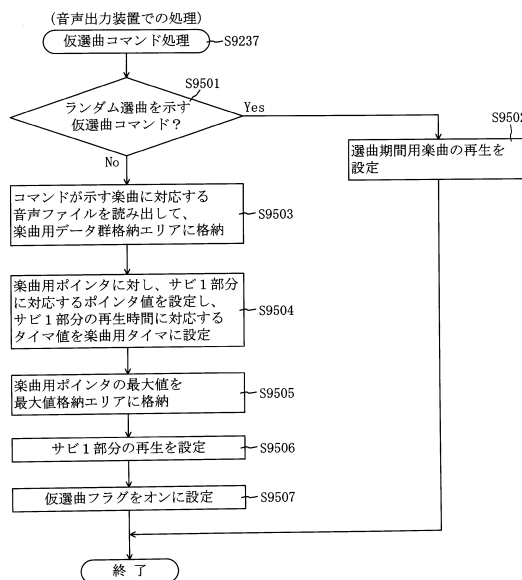 (音声出力装置での処理)
仮選曲コマンド処理
S9237
S9501
ランダム選曲を示す
仮選曲コマンド？
Yes
No
S9502
選曲期間用楽曲の再生を
設定
コマンドが示す楽曲に対応する
音声ファイルを読み出して、
楽曲用データ群格納エリアに格納
S9503
楽曲用ポインタに対し、サビ１部分
に対応するポインタ値を設定し、
サビ１部分の再生時間に対応する
タイマ値を楽曲用タイマに設定
S9504
楽曲用ポインタの最大値を
最大値格納エリアに格納
S9505
サビ１部分の再生を設定
S9506
仮選曲フラグをオンに設定
S9507
終了